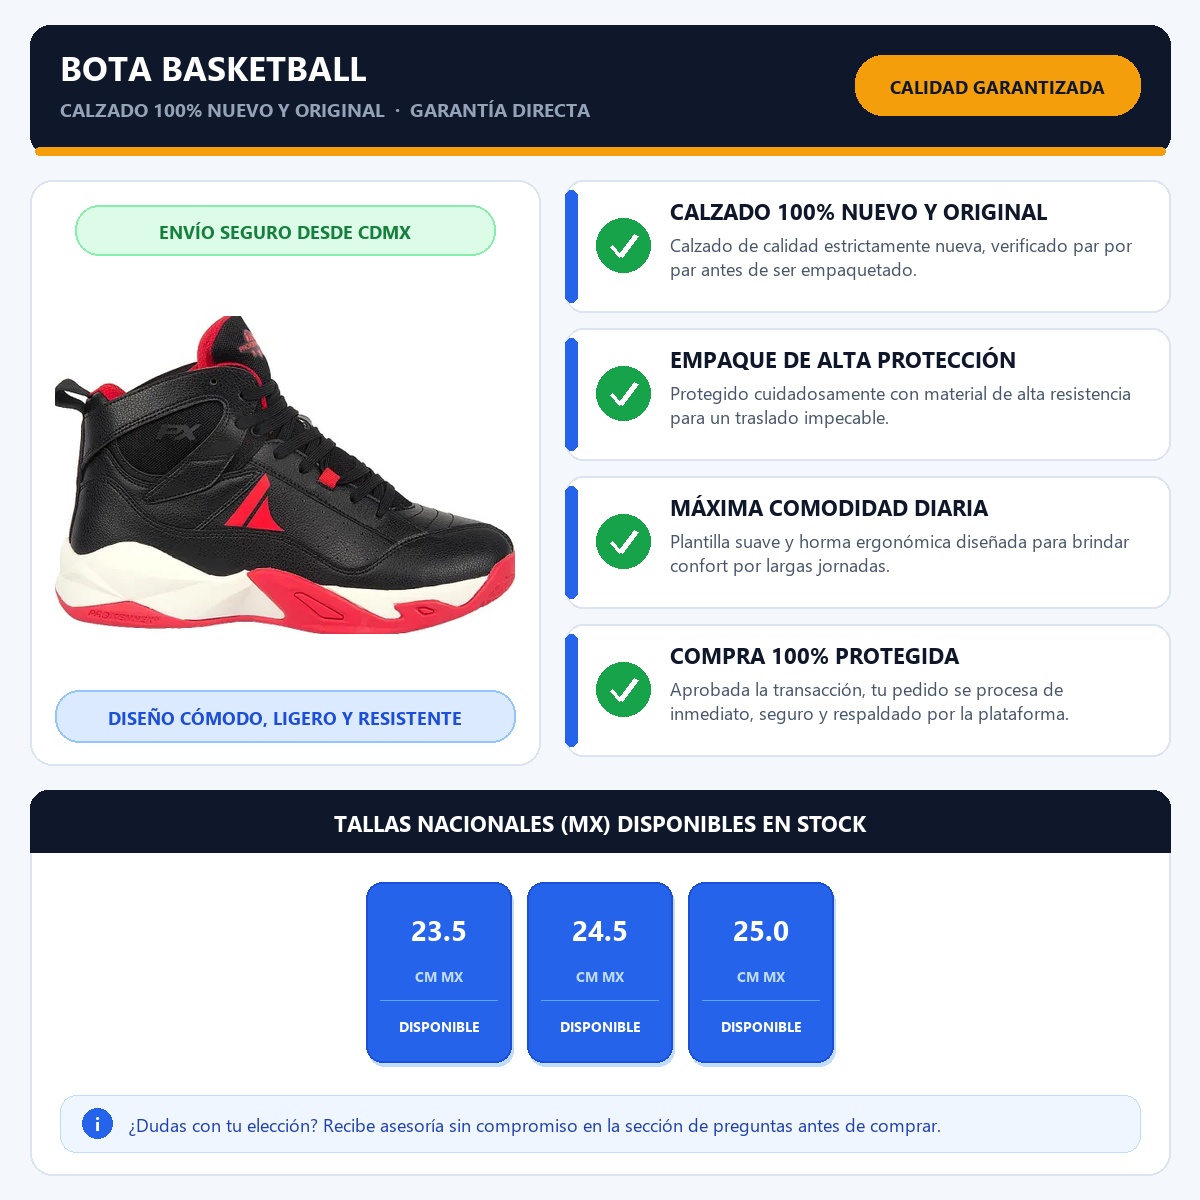 BOTA BASKETBALL
CALZADO 100% NUEVO Y ORIGINAL · GARANTÍA DIRECTA
CALIDAD GARANTIZADA
ENVÍO SEGURO DESDE CDMX
PX
DISEÑO CÓMODO, LIGERO Y RESISTENTE
CALZADO 100% NUEVO Y ORIGINAL
Calzado de calidad estrictamente nueva, verificado par por
par antes de ser empaquetado.
EMPAQUE DE ALTA PROTECCIÓN
Protegido cuidadosamente con material de alta resistencia
para un traslado impecable.
MÁXIMA COMODIDAD DIARIA
Plantilla suave y horma ergonómica diseñada para brindar
confort por largas jornadas.
COMPRA 100% PROTEGIDA
Aprobada la transacción, tu pedido se procesa de
inmediato, seguro y respaldado por la plataforma.
TALLAS NACIONALES (MX) DISPONIBLES EN STOCK
23.5
CM MX
DISPONIBLE
24.5
CM MX
DISPONIBLE
25.0
CM MX
DISPONIBLE
¿Dudas con tu elección? Recibe asesoría sin compromiso en la sección de preguntas antes de comprar.